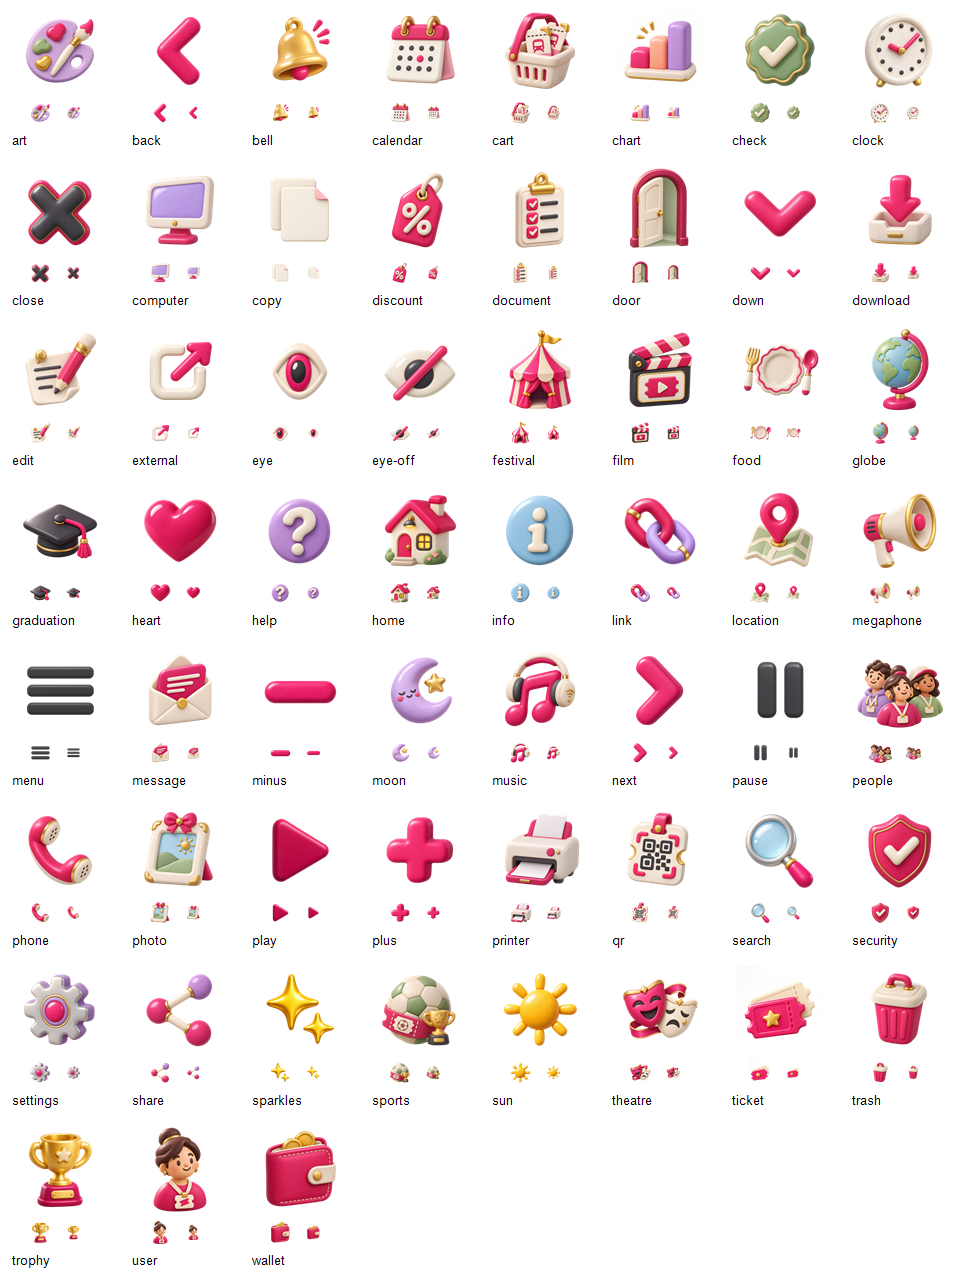 art back bell calendar cart chart check clock
close computer copy discount document door down download
edit external eye eye-off festival film food globe
graduation heart help home info link location megaphone
menu message minus moon music next pause people
phone photo play plus printer qr search security
settings share sparkles sports sun theatre ticket trash
trophy user wallet